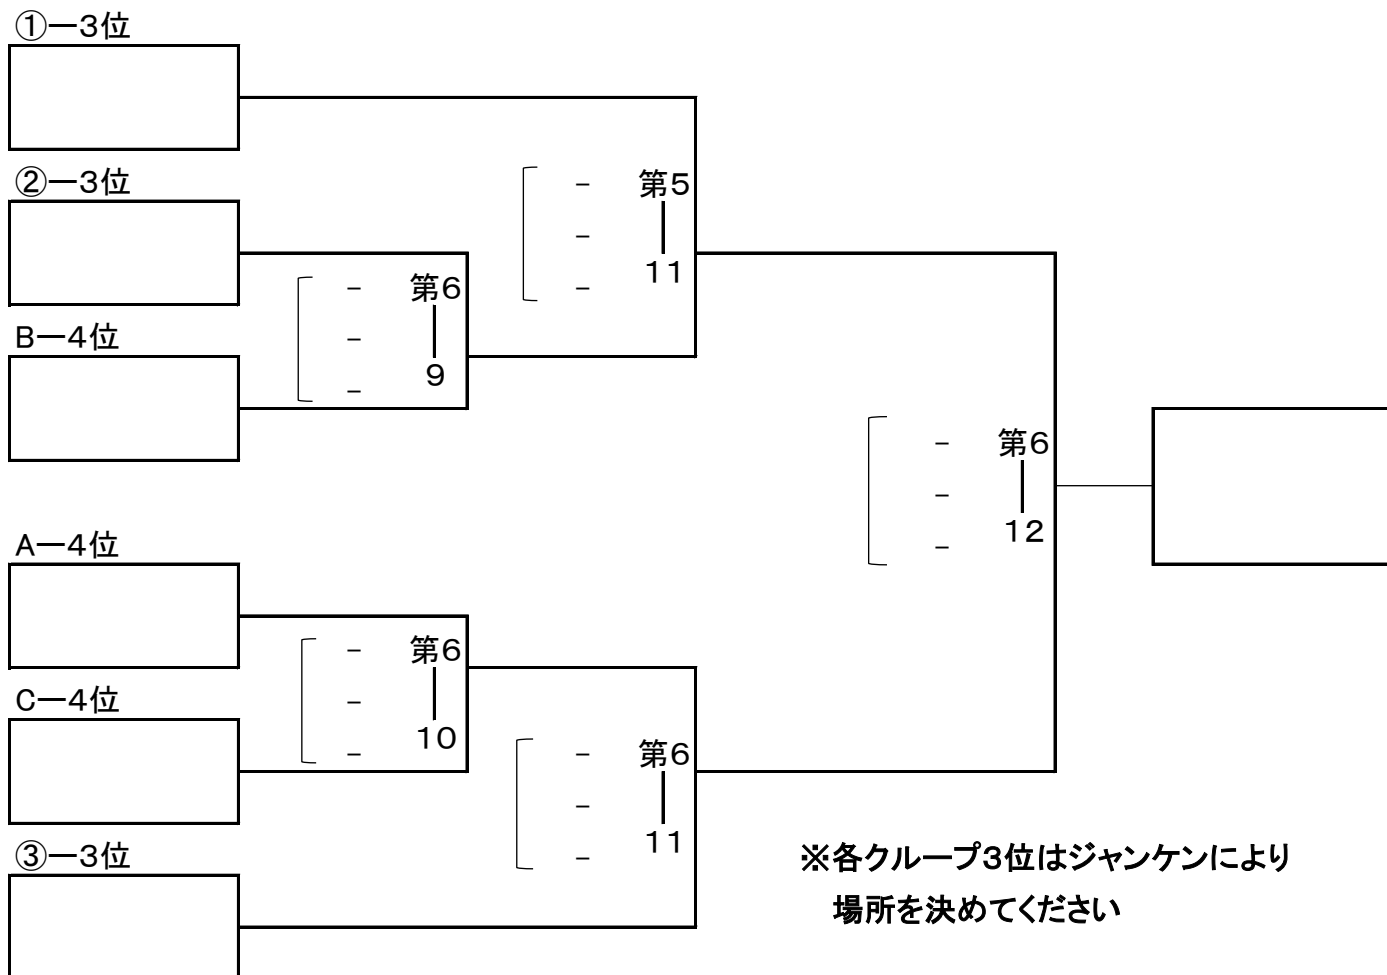 ①ー3位
②ー3位
- 第5
-
- 11
- 第6
-
- 9
B－4位
- 第6
-
- 12
A－4位
- 第6
-
- 10
C－4位
- 第6
-
- 11
③ー3位
※各クループ3位はジャンケンにより
場所を決めてください